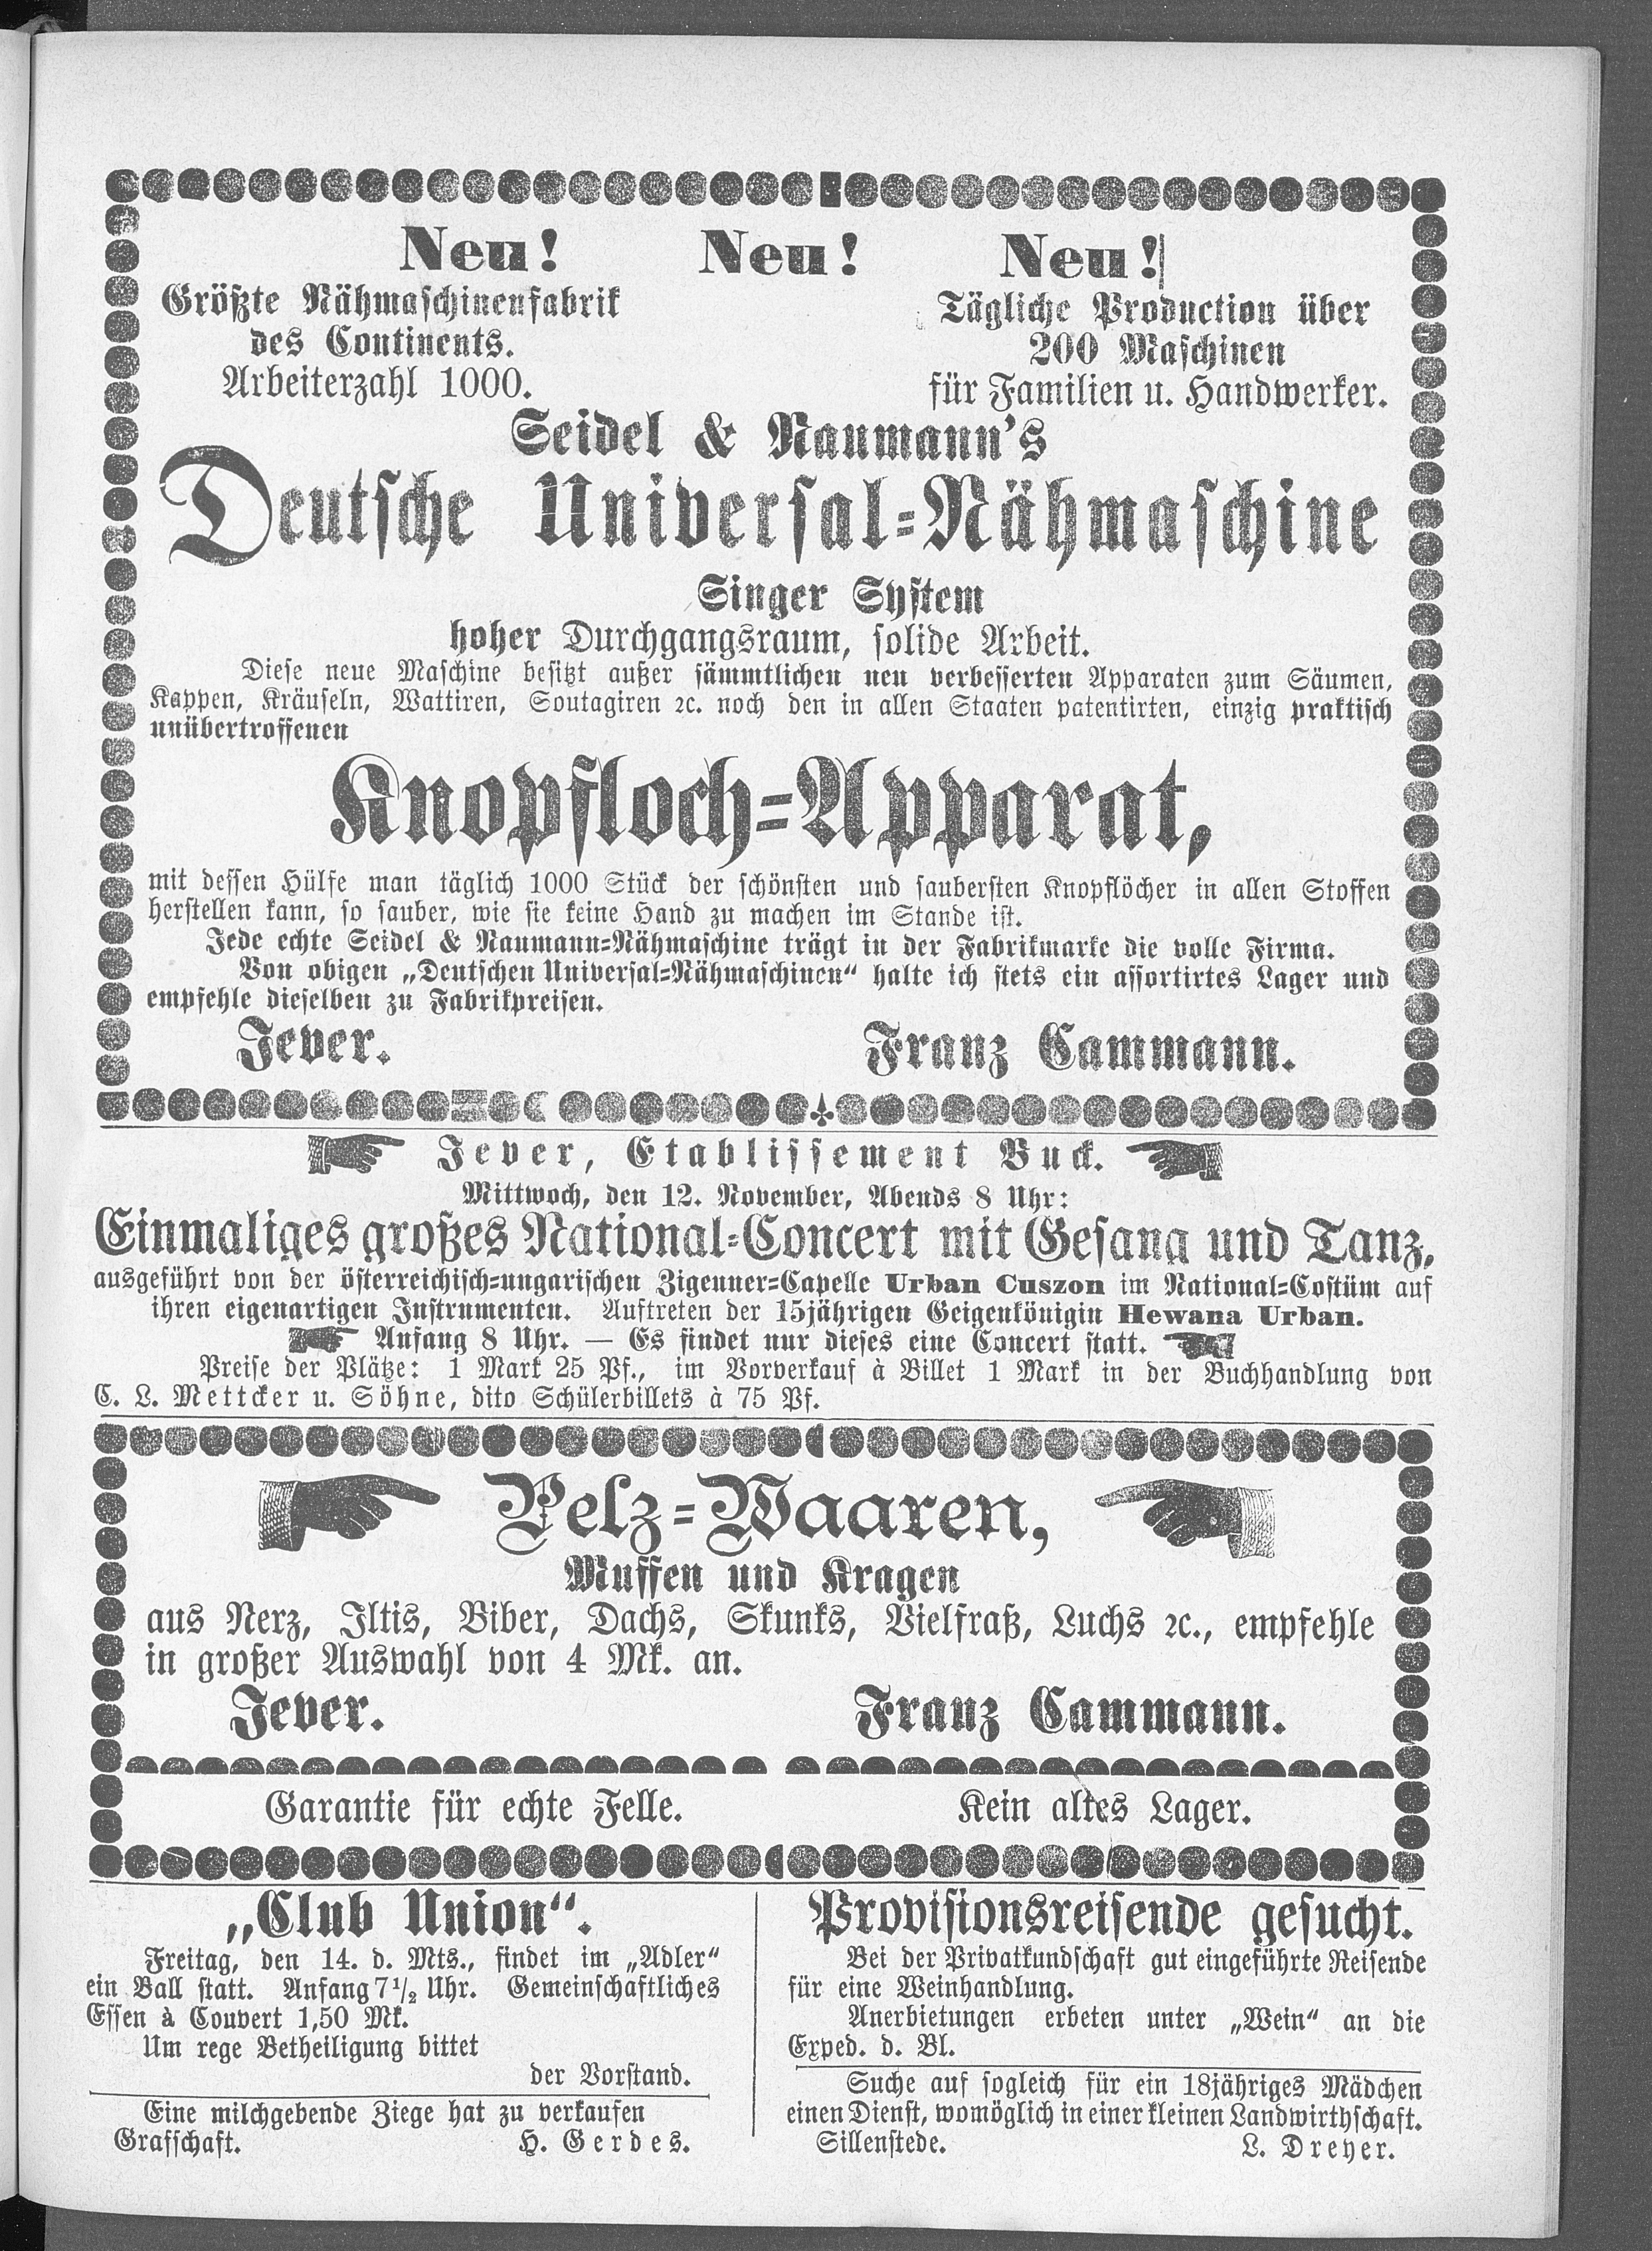 Neu! Neu! Neu!
Größte Nähmaschinenfabrik
des Continents.
Arbeiterzahl 1000.
Tägliche Production über
200 Maschinen
für Familien u. Handwerker.
Seidel & Naumann's
Deutsche Universal-Nähmaschine
Singer System
hoher Durchgangsraum, solide Arbeit.
Diese neue Maschine besitzt außer sämmtlichen neu verbesserten Apparaten zum Säumen,
Kappen, Kräuseln, Wattiren, Soutagiren ꝛc. noch den in allen Staaten patentirten, einzig praktisch
unübertroffenen
Knopfloch-Apparat,
mit dessen Hülfe man täglich 1000 Stück der schönsten und saubersten Knopflöcher in allen Stoffen
herstellen kann, so sauber, wie sie keine Hand zu machen im Stande ist.
Jede echte Seidel & Naumann-Nähmaschine trägt in der Fabrikmarke die volle Firma.
Von obigen „Deutschen Universal-Nähmaschinen“ halte ich stets ein assortirtes Lager und
empfehle dieselben zu Fabrikpreisen.
Jever. Franz Cammann.
Jever, Etablissement Buck.
Mittwoch, den 12. November, Abends 8 Uhr:
Einmaliges großes National-Concert mit Gesang und Tanz,
ausgeführt von der österreichisch-ungarischen Zigeuner-Capelle Urban Cuszon im National-Costüm auf
ihren eigenartigen Instrumenten. Auftreten der 15jährigen Geigenkönigin Hewana Urban.
Anfang 8 Uhr. — Es findet nur dieses eine Concert statt.
Preise der Plätze: 1 Mark 25 Pf., im Vorverkauf à Billet 1 Mark in der Buchhandlung von
C. L. Mettcker u. Söhne, dito Schülerbillets à 75 Pf.
Pelz-Waaren,
Muffen und Kragen
aus Nerz, Iltis, Biber, Dachs, Skunks, Vielfraß, Luchs ꝛc., empfehle
in großer Auswahl von 4 Mk. an.
Jever. Franz Cammann.
Garantie für echte Felle. Kein altes Lager.
„Club Union“.
Freitag, den 14. d. Mts., findet im „Adler“
ein Ball statt. Anfang 7½ Uhr. Gemeinschaftliches
Essen à Couvert 1,50 Mk.
Um rege Betheiligung bittet
der Vorstand.
Eine milchgebende Ziege hat zu verkaufen
Grafschaft. H. Gerdes.
Provisionsreisende gesucht.
Bei der Privatkundschaft gut eingeführte Reisende
für eine Weinhandlung.
Anerbietungen erbeten unter „Wein“ an die
Exped. d. Bl.
Suche auf sogleich für ein 18jähriges Mädchen
einen Dienst, womöglich in einer kleinen Landwirthschaft.
Sillenstede. L. Dreyer.